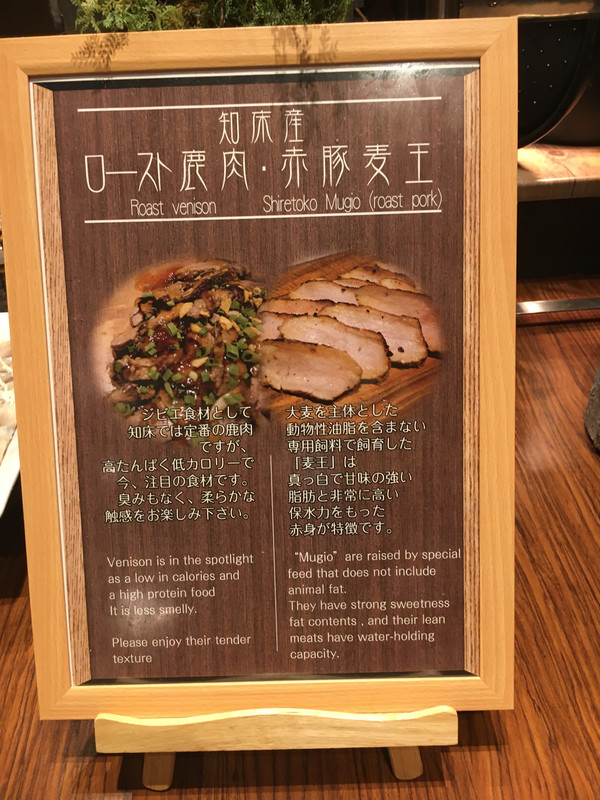 知床産
ロースト鹿肉・赤豚麦王
Roast venison Shiretoko Mugio (roast pork)
ジビエ食材として
知床では定番の鹿肉
ですが、
高たんぱく低カロリーで
今、注目の食材です。
臭みもなく、柔らかな
触感をお楽しみ下さい。
大麦を主体とした
動物性油脂を含まない
専用飼料で飼育した
「麦王」は
真っ白で甘味の強い
脂肪と非常に高い
保水力をもった
赤身が特徴です。
Venison is in the spotlight
as a low in calories and
a high protein food
It is less smelly.
Please enjoy their tender
texture
“Mugio” are raised by special
feed that does not include
animal fat.
They have strong sweetness
fat contents , and their lean
meats have water-holding
capacity.